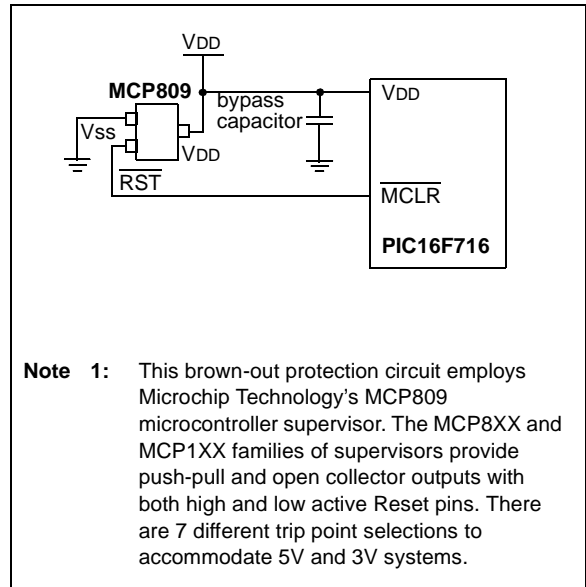 VDD
MCP809
bypass
capacitor
VDD
Vss
VDD
RST
MCLR
PIC16F716
Note 1: This brown-out protection circuit employs
Microchip Technology's MCP809
microcontroller supervisor. The MCP8XX and
MCP1XX families of supervisors provide
push-pull and open collector outputs with
both high and low active Reset pins. There
are 7 different trip point selections to
accommodate 5V and 3V systems.